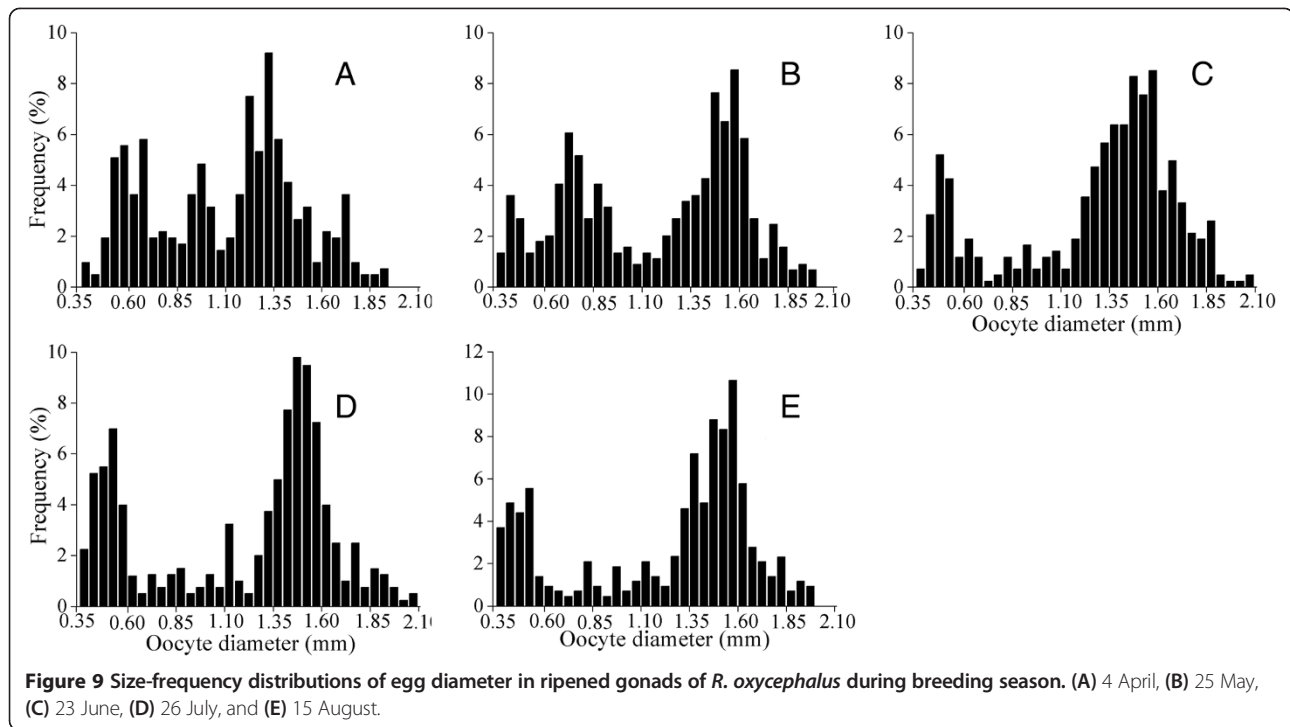 10
8
6
4
2
0
Frequency (%)
A
0.35 0.60 0.85 1.10 1.35 1.60 1.85 2.10
10
8
6
4
2
0
B
0.35 0.60 0.85 1.10 1.35 1.60 1.85 2.10
10
8
6
4
2
0
C
0.35 0.60 0.85 1.10 1.35 1.60 1.85 2.10
Oocyte diameter (mm)
10
8
6
4
2
0
Frequency (%)
D
0.35 0.60 0.85 1.10 1.35 1.60 1.85 2.10
Oocyte diameter (mm)
12
10
8
6
4
2
0
E
0.35 0.60 0.85 1.10 1.35 1.60 1.85 2.10
Oocyte diameter (mm)
Figure 9 Size-frequency distributions of egg diameter in ripened gonads of R. oxycephalus during breeding season. (A) 4 April, (B) 25 May,
(C) 23 June, (D) 26 July, and (E) 15 August.